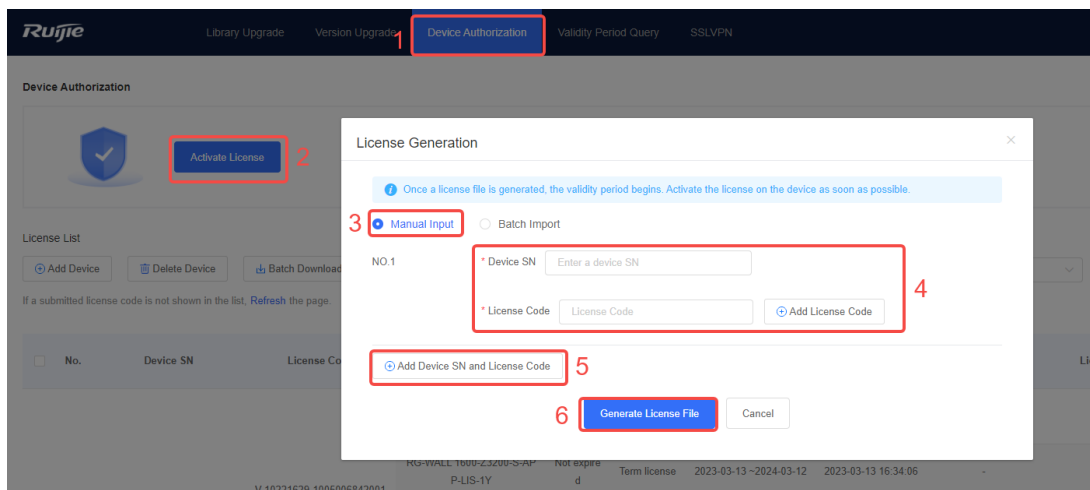 Ruijie Library Upgrade Version Upgrade 1 Device Authorization Validity Period Query SSLVPN
Device Authorization
Activate License 2
License Generation
Once a license file is generated, the validity period begins. Activate the license on the device as soon as possible.
3 Manual Input Batch Import
License List
NO.1 * Device SN Enter a device SN
Add Device Delete Device Batch Download
4
If a submitted license code is not shown in the list, Refresh the page.
* License Code License Code Add License Code
No. Device SN License Co
Add Device SN and License Code 5
6 Generate License File Cancel
RG-WALL 1600-Z3200-S-AP Not expire
P-LIS-1Y d Term license 2023-03-13 ~2024-03-12 2023-03-13 16:34:06 -